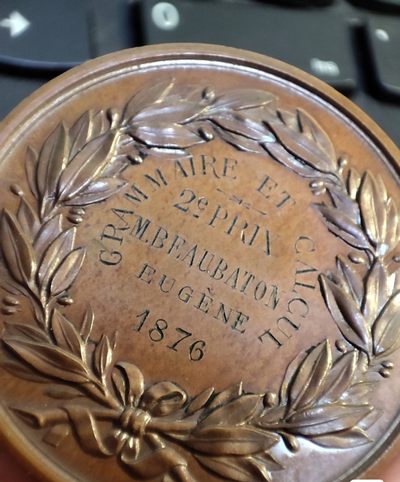 GRAMMAIRE ET CALCUL
2e PRIX
M. BEAUBATON
EUGÈNE
1876